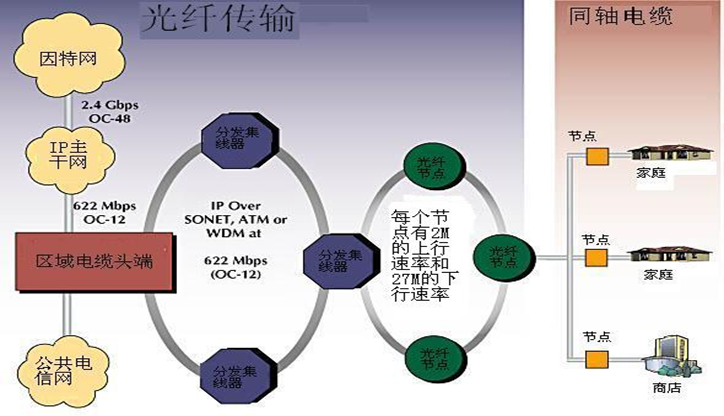 光纤传输
同轴电缆
因特网
2.4 Gbps
OC-48
IP主
干网
622 Mbps
OC-12
区域电缆头端
公共电
信网
分发集
线器
IP Over
SONET, ATM or
WDM at
622 Mbps
(OC-12)
分发集
线器
分发集
线器
光纤
节点
每个节
点有2M
的上行
速率和
27M的下
行速率
光纤
节点
光纤
节点
节点
家庭
节点
家庭
节点
商店